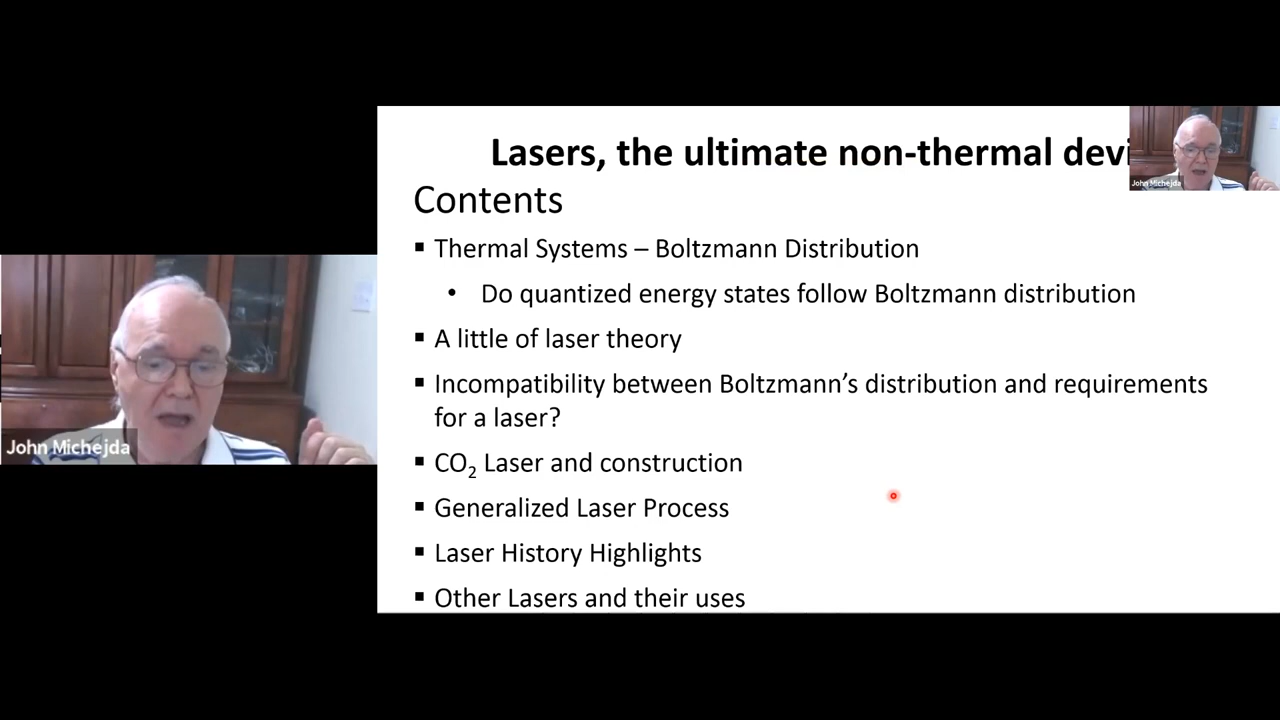 Lasers, the ultimate non-thermal devi
John Michejda
Contents
▪ Thermal Systems – Boltzmann Distribution
• Do quantized energy states follow Boltzmann distribution
▪ A little of laser theory
▪ Incompatibility between Boltzmann’s distribution and requirements
for a laser?
▪ CO₂ Laser and construction
▪ Generalized Laser Process
▪ Laser History Highlights
▪ Other Lasers and their uses
John Michejda